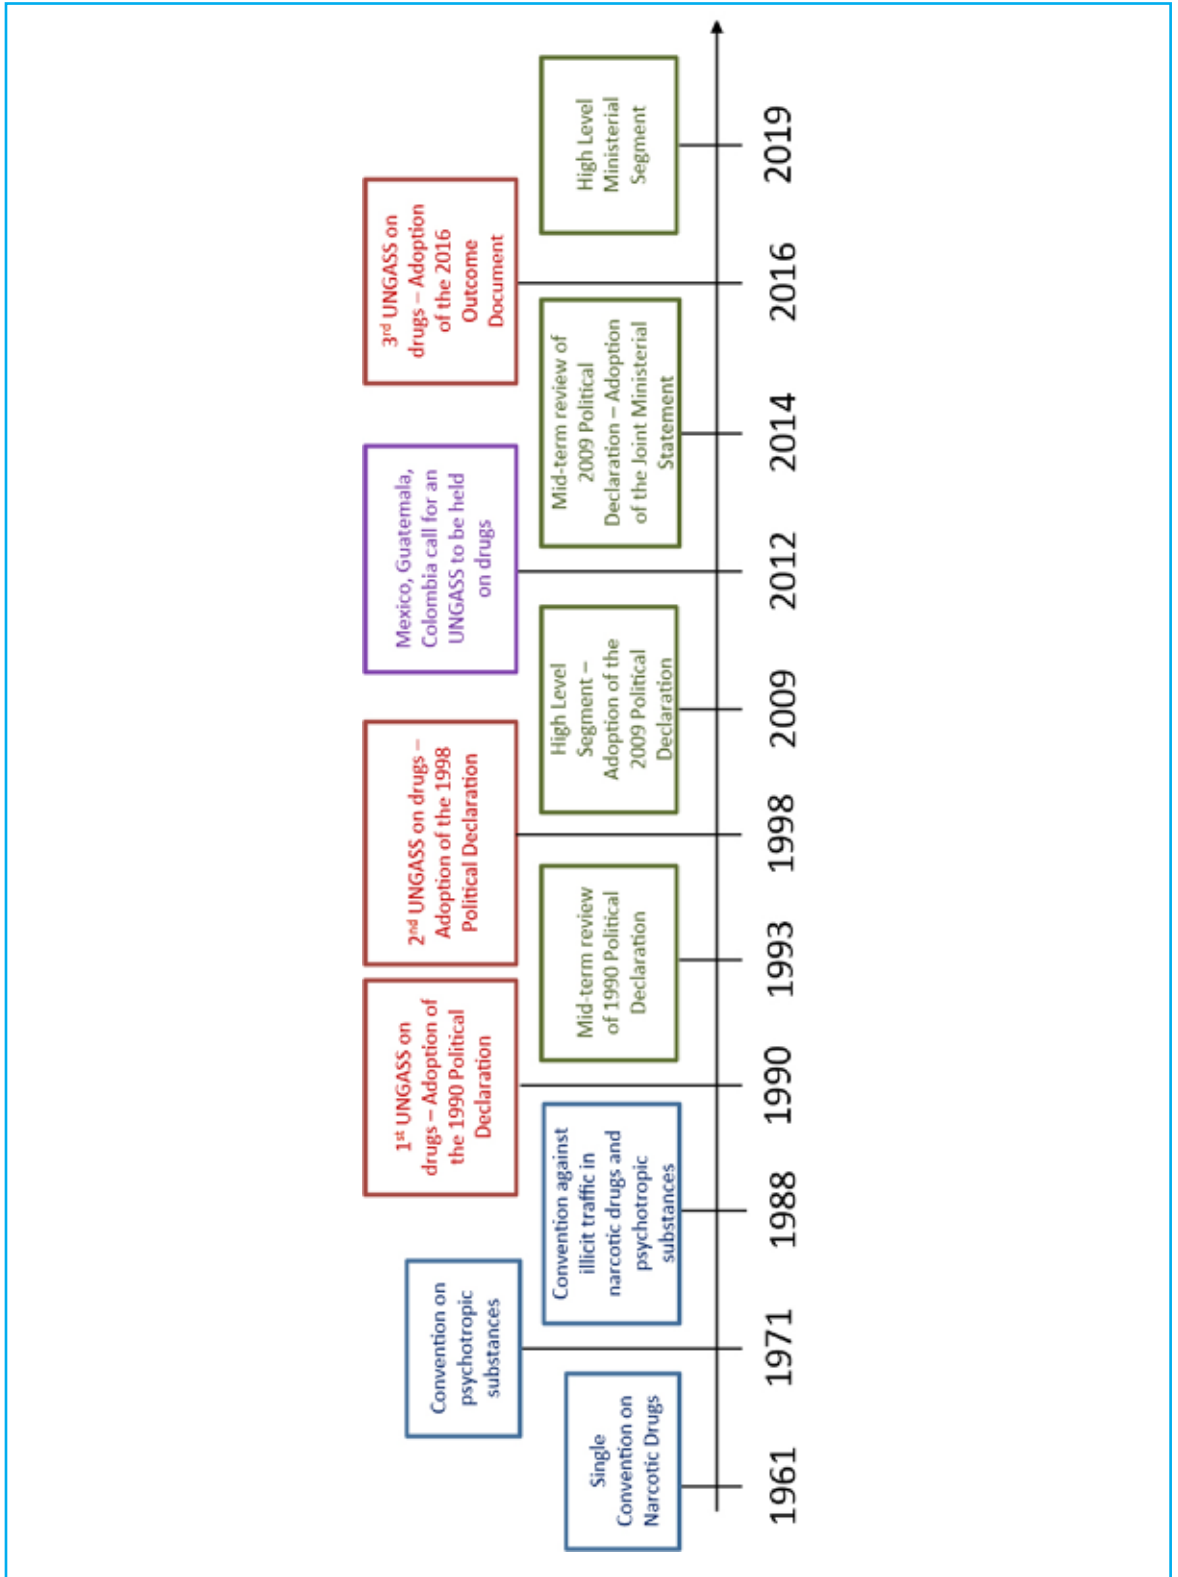 Single
Convention on
Narcotic Drugs
1961
Convention on
psychotropic
substances
1971
Convention against
illicit traffic in
narcotic drugs and
psychotropic
substances
1988
1st UNGASS on
drugs – Adoption of
the 1990 Political
Declaration
1990
Mid-term review
of 1990 Political
Declaration
1993
2nd UNGASS on drugs –
Adoption of the 1998
Political Declaration
1998
High Level
Segment –
Adoption of the
2009 Political
Declaration
2009
Mexico, Guatemala,
Colombia call for an
UNGASS to be held
on drugs
2012
Mid-term review of
2009 Political
Declaration – Adoption
of the Joint Ministerial
Statement
2014
3rd UNGASS on
drugs – Adoption
of the 2016
Outcome
Document
2016
High Level
Ministerial
Segment
2019